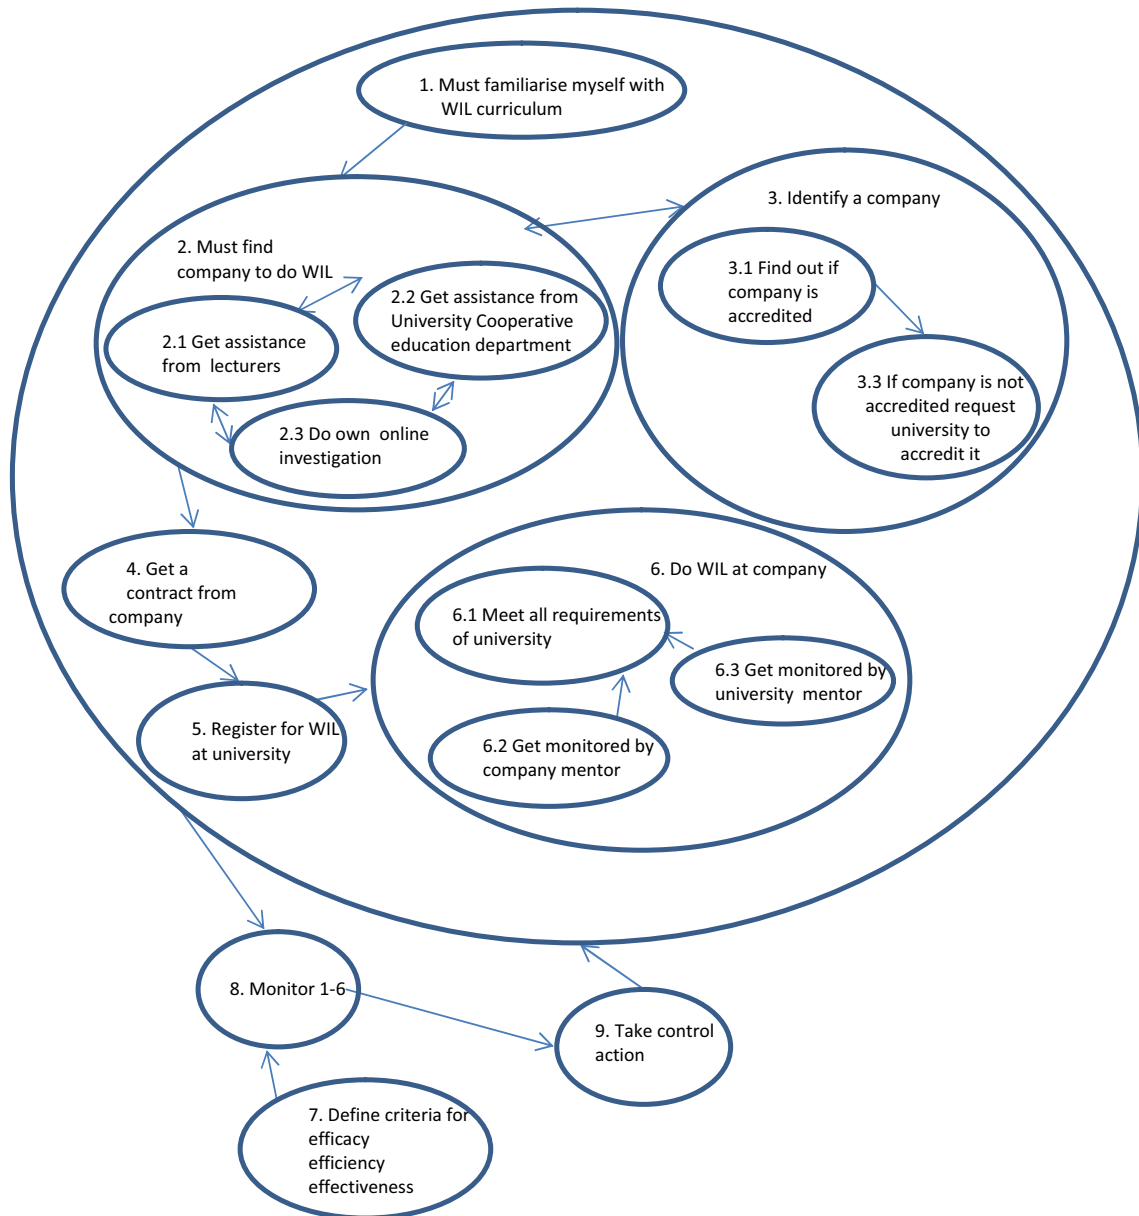 1. Must familiarise myself with
WIL curriculum
2. Must find
company to do WIL
2.1 Get assistance
from lecturers
2.2 Get assistance from
University Cooperative
education department
2.3 Do own online
investigation
3. Identify a company
3.1 Find out if
company is
accredited
3.3 If company is not
accredited request
university to
accredit it
4. Get a
contract from
company
5. Register for WIL
at university
6. Do WIL at company
6.1 Meet all requirements
of university
6.3 Get monitored by
university mentor
6.2 Get monitored by
company mentor
8. Monitor 1-6
9. Take control
action
7. Define criteria for
efficacy
efficiency
effectiveness